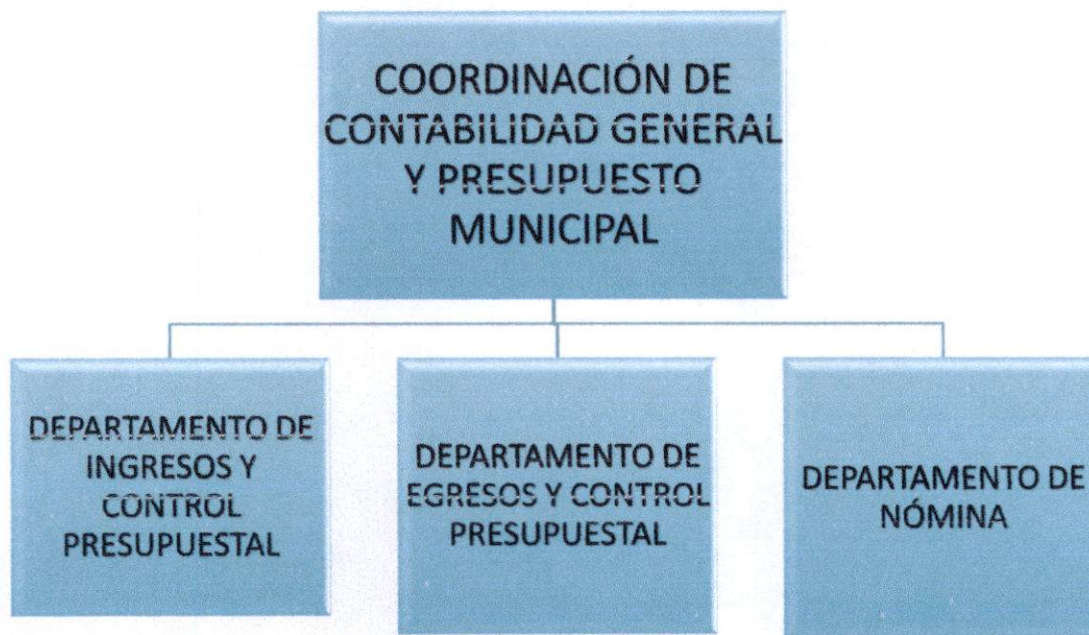 COORDINACIÓN DE
CONTABILIDAD GENERAL
Y PRESUPUESTO
MUNICIPAL
DEPARTAMENTO DE
INGRESOS Y
CONTROL
PRESUPUESTAL
DEPARTAMENTO DE
EGRESOS Y CONTROL
PRESUPUESTAL
DEPARTAMENTO DE
NÓMINA